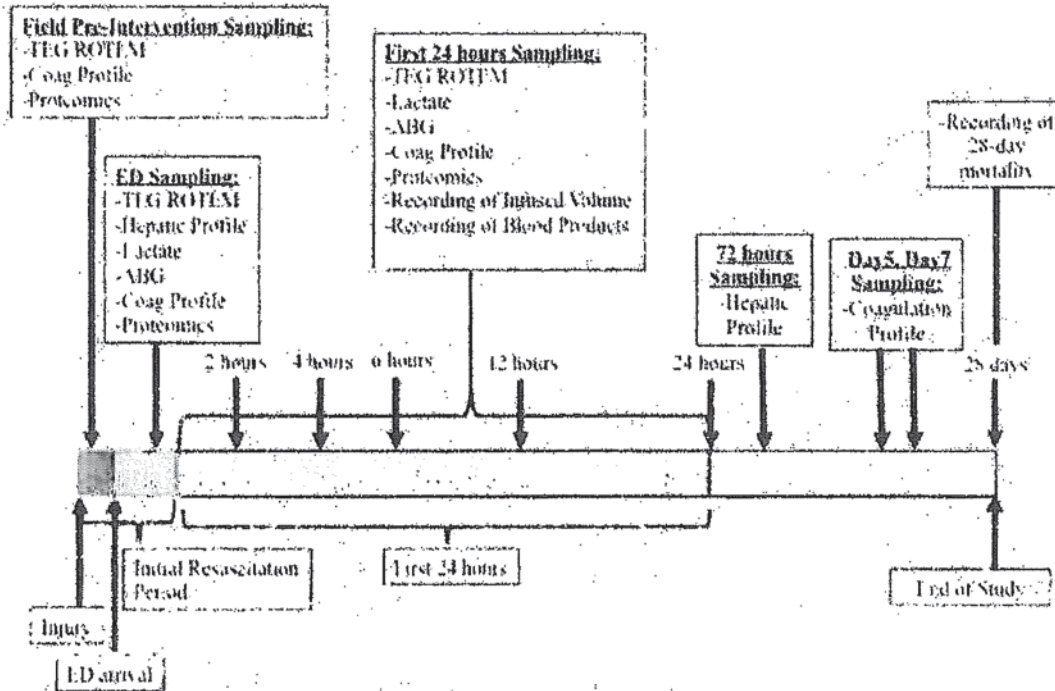 Field Pre-Intervention Sampling:
-TEG ROTEM
-Coag Profile
-Proteomics
ED Sampling:
-TEG ROTEM
-Hepatic Profile
-Lactate
-ABG
-Coag Profile
-Proteomics
First 24 hours Sampling:
-TEG ROTEM
-Lactate
-ABG
-Coag Profile
-Proteomics
-Recording of Infused Volume
-Recording of Blood Products
72 hours
Sampling:
-Hepatic
Profile
Day5, Day7
Sampling:
-Coagulation
Profile
-Recording of
28-day
mortality
2 hours
4 hours
6 hours
12 hours
24 hours
28 days
Initial Resuscitation
Period
First 24 hours
Injury
ED arrival
End of Study